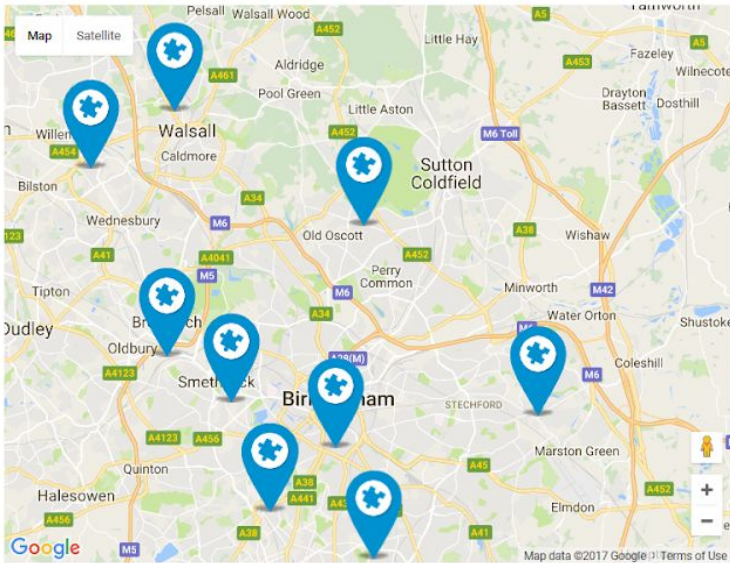 Pelsall
Walsall Wood
A5
Map
Satellite
A452
Little Hay
A5
Fazeley
Aldridge
A461
A453
Wilnecote
Pool Green
Drayton
Bassett
Dosthill
Little Aston
Walsall
A452
M6 Toll
A454
Caldmore
Sutton
Coldfield
Bilston
A34
Wednesbury
M6
Old Oscott
A38
Wishaw
A41
A4041
A452
M5
Perry
Common
Tipton
M6
Minworth
M42
A34
Water Orton
Dudley
Oldbury
Coleshill
A4123
M6
Birmingham
STECHFORD
A4123
A456
Marston Green
Quinton
A45
A38
Halesowen
A441
A452
Elmdon
A456
A38
A41
M5
Google
Map data ©2017 Google
Terms of Use